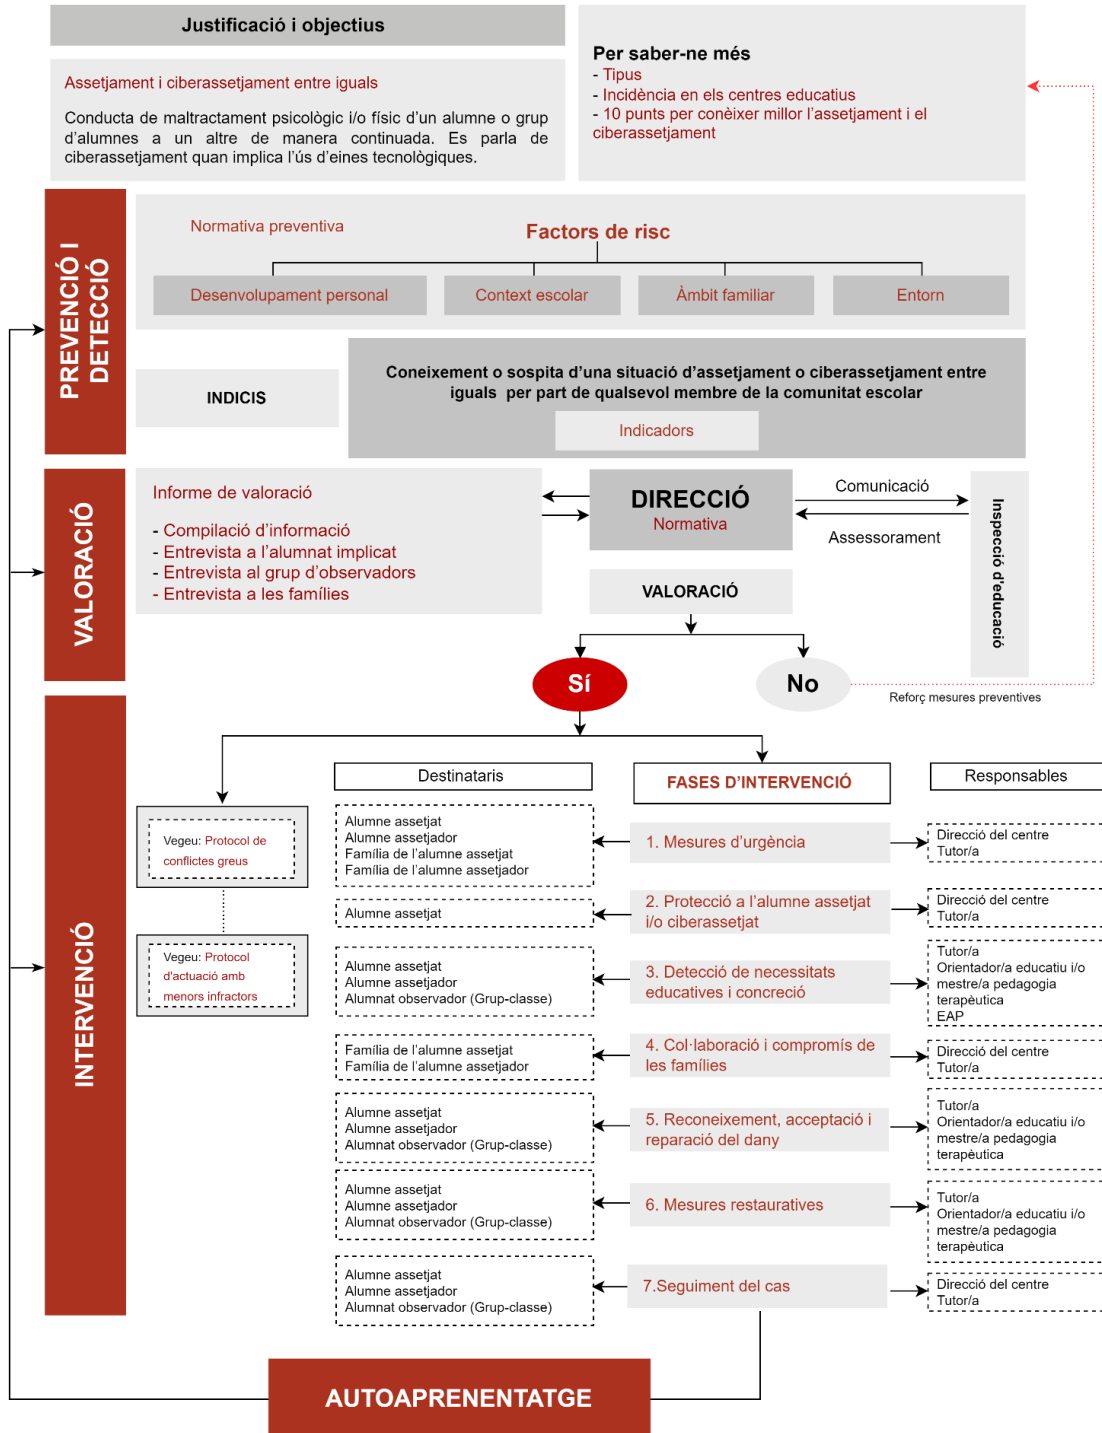 Justificació i objectius
Assetjament i ciberassetjament entre iguals
Conducta de maltractament psicològic i/o físic d’un alumne o grup
d’alumnes a un altre de manera continuada. Es parla de
ciberassetjament quan implica l’ús d’eines tecnològiques.
Per saber-ne més
- Tipus
- Incidència en els centres educatius
- 10 punts per conèixer millor l’assetjament i el
ciberassetjament
PREVENCIÓ I
DETECCIÓ
Normativa preventiva
Factors de risc
Desenvolupament personal
Context escolar
Àmbit familiar
Entorn
INDICIS
Coneixement o sospita d’una situació d’assetjament o ciberassetjament entre
iguals per part de qualsevol membre de la comunitat escolar
Indicadors
VALORACIÓ
Informe de valoració
- Compilació d’informació
- Entrevista a l’alumnat implicat
- Entrevista al grup d’observadors
- Entrevista a les famílies
DIRECCIÓ
Normativa
Comunicació
Assessorament
Inspecció d'educació
VALORACIÓ
Sí
No
Reforç mesures preventives
INTERVENCIÓ
Vegeu: Protocol de
conflictes greus
Vegeu: Protocol
d'actuació amb
menors infractors
Destinataris
FASES D’INTERVENCIÓ
Responsables
Alumne assetjat
Alumne assetjador
Família de l’alumne assetjat
Família de l’alumne assetjador
1. Mesures d’urgència
Direcció del centre
Tutor/a
Alumne assetjat
2. Protecció a l’alumne assetjat
i/o ciberassetjat
Direcció del centre
Tutor/a
Alumne assetjat
Alumne assetjador
Alumnat observador (Grup-classe)
3. Detecció de necessitats
educatives i concreció
Tutor/a
Orientador/a educatiu i/o
mestre/a pedagogia
terapèutica
EAP
Família de l’alumne assetjat
Família de l’alumne assetjador
4. Col·laboració i compromís de
les famílies
Direcció del centre
Tutor/a
Alumne assetjat
Alumne assetjador
Alumnat observador (Grup-classe)
5. Reconeixement, acceptació i
reparació del dany
Tutor/a
Orientador/a educatiu i/o
mestre/a pedagogia
terapèutica
Alumne assetjat
Alumne assetjador
Alumnat observador (Grup-classe)
6. Mesures restauratives
Tutor/a
Orientador/a educatiu i/o
mestre/a pedagogia
terapèutica
Alumne assetjat
Alumne assetjador
Alumnat observador (Grup-classe)
7.Seguiment del cas
Direcció del centre
Tutor/a
AUTOAPRENENTATGE